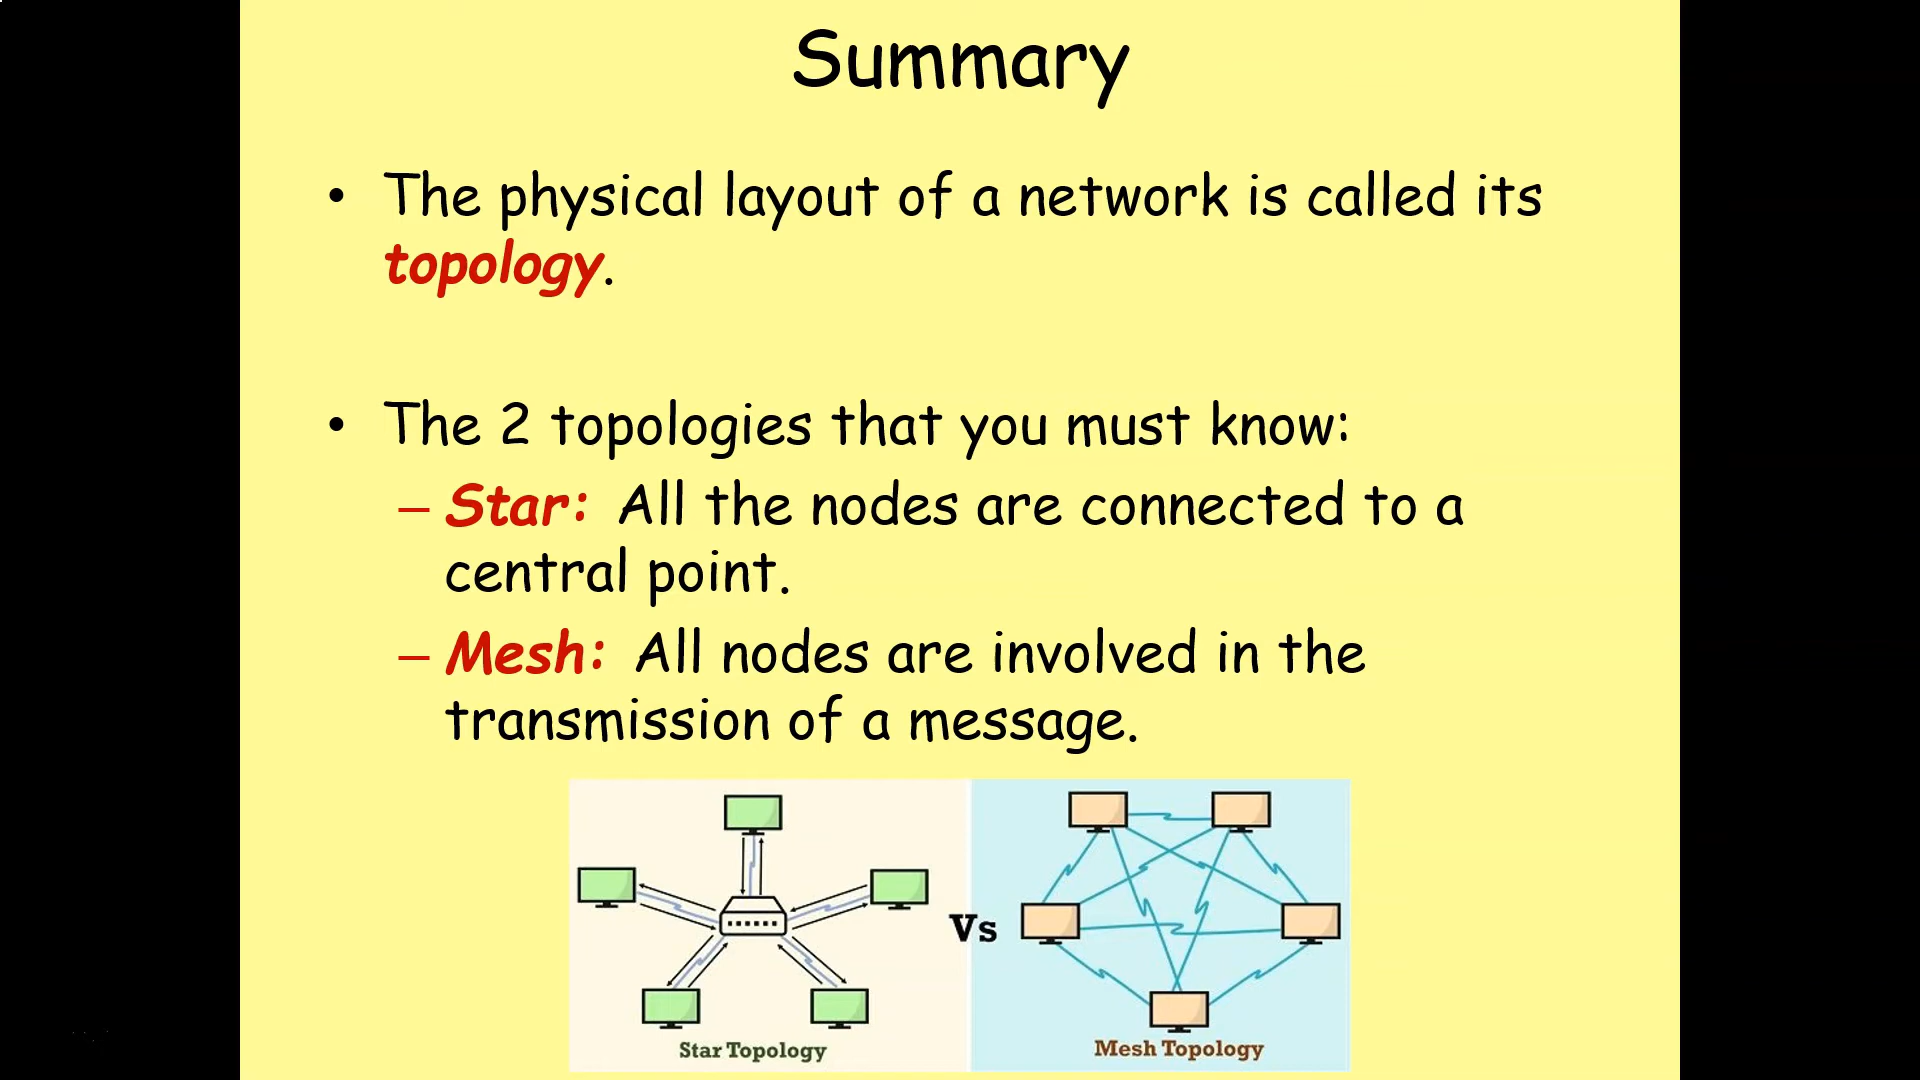 Summary
• The physical layout of a network is called its
topology.
• The 2 topologies that you must know:
– Star: All the nodes are connected to a
central point.
– Mesh: All nodes are involved in the
transmission of a message.
Vs
Star Topology
Mesh Topology